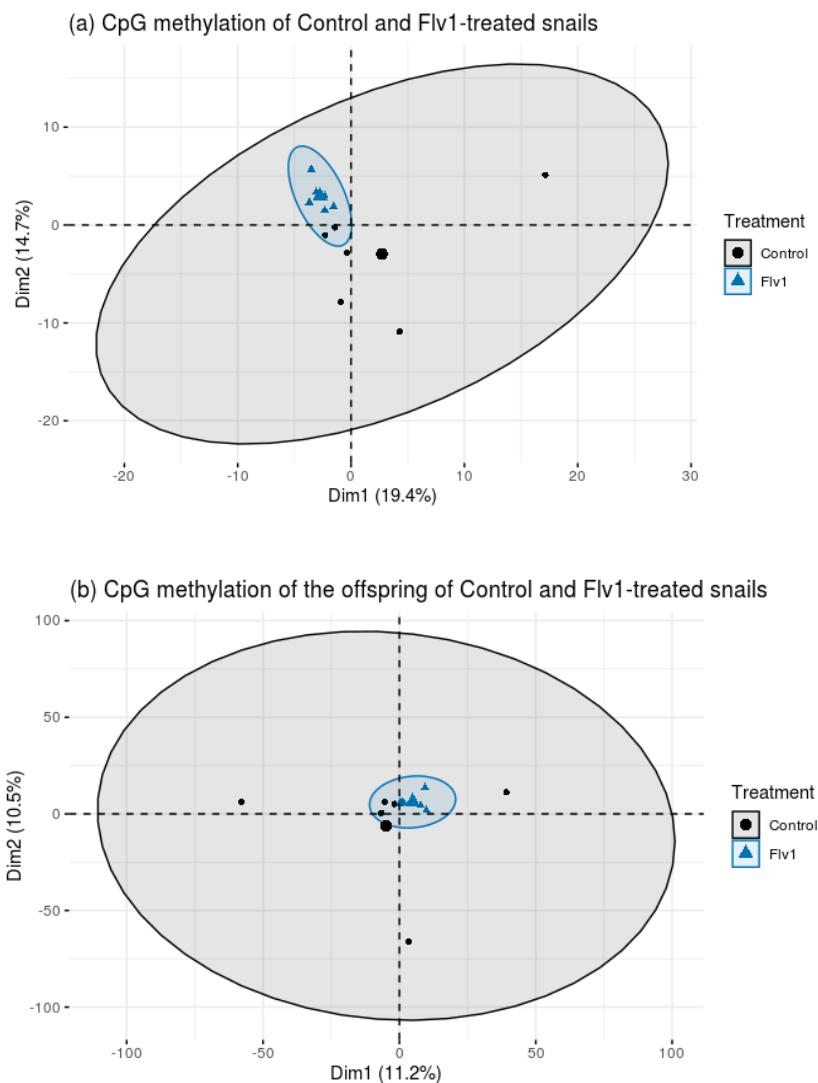 (a) CpG methylation of Control and Flv1-treated snails
10
0
-10
-20
Dim2 (14.7%)
-20
-10
0
10
20
30
Dim1 (19.4%)
Treatment
Control
Flv1
(b) CpG methylation of the offspring of Control and Flv1-treated snails
100
50
0
-50
-100
Dim2 (10.5%)
-100
-50
0
50
100
Dim1 (11.2%)
Treatment
Control
Flv1